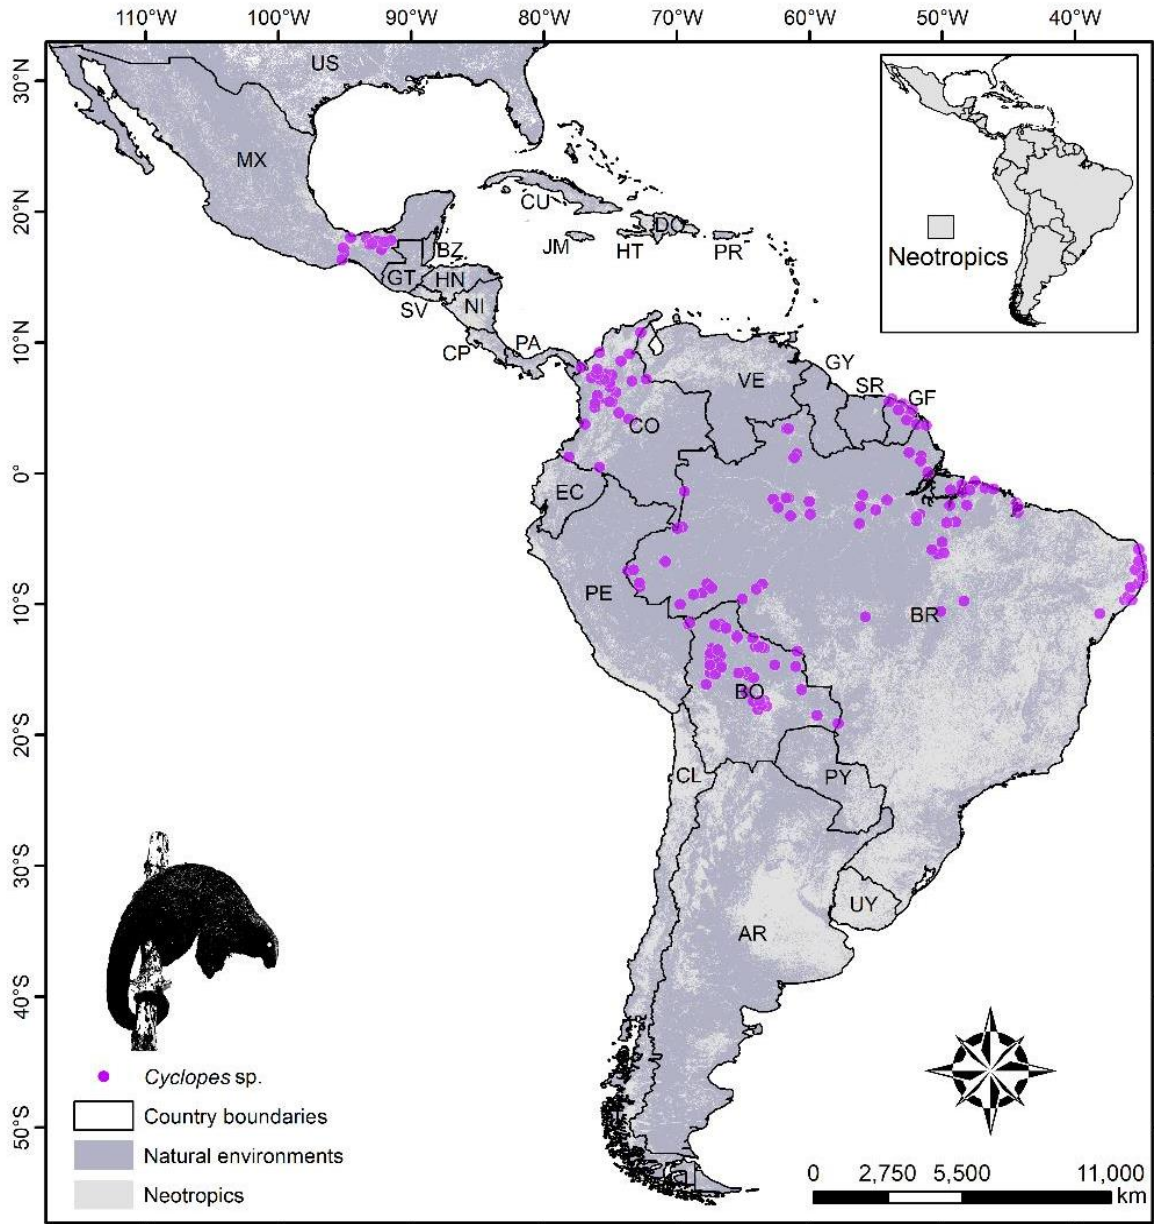 110°W 100°W 90°W 80°W 70°W 60°W 50°W 40°W
30°N
20°N
10°N
0°
10°S
20°S
30°S
40°S
50°S
US
MX
CU
DO
BZ
JM
HT
PR
GT
HN
SV
NI
CP
PA
VE
GY
SR
GF
CO
EC
PE
BR
BO
CL
PY
UY
AR
Neotropics
Cyclopes sp.
Country boundaries
Natural environments
Neotropics
0 2,750 5,500 11,000
km